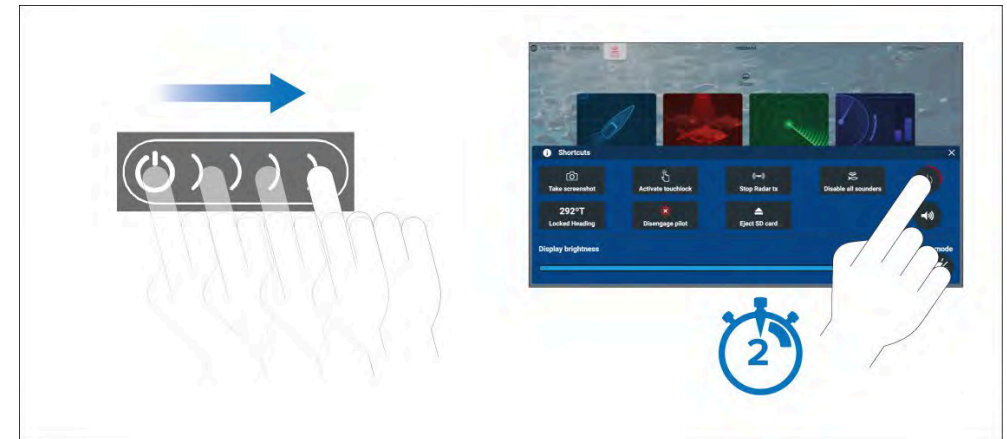 Shortcuts
Take screenshot
Activate touchlock
Stop Radar tx
Disable all sounders
292°T
Locked Heading
Disengage pilot
Eject SD card
Display brightness
mode
2